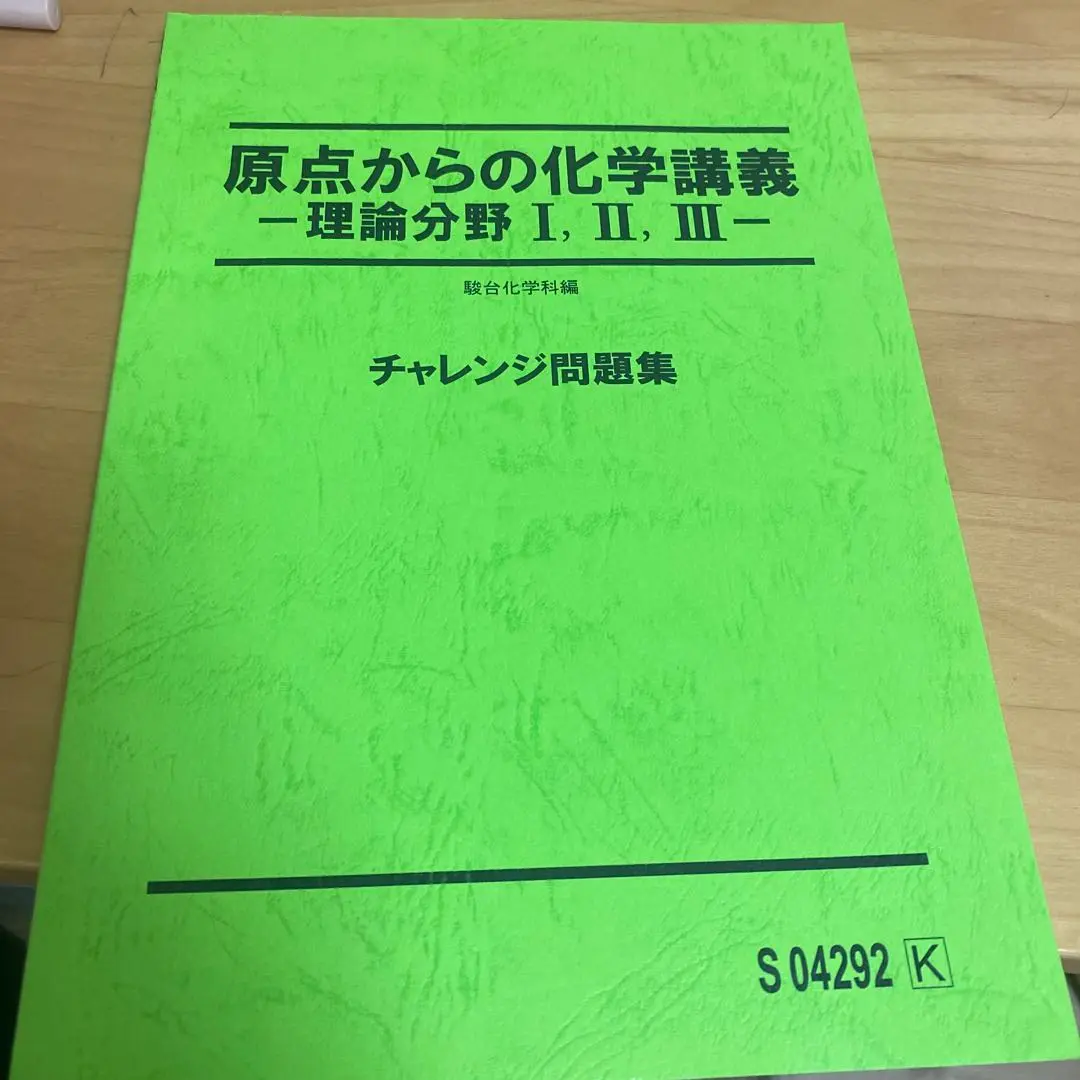 原点からの化学講義
−理論分野 Ⅰ, Ⅱ, Ⅲ−
駿台化学科編
チャレンジ問題集
S 04292 K